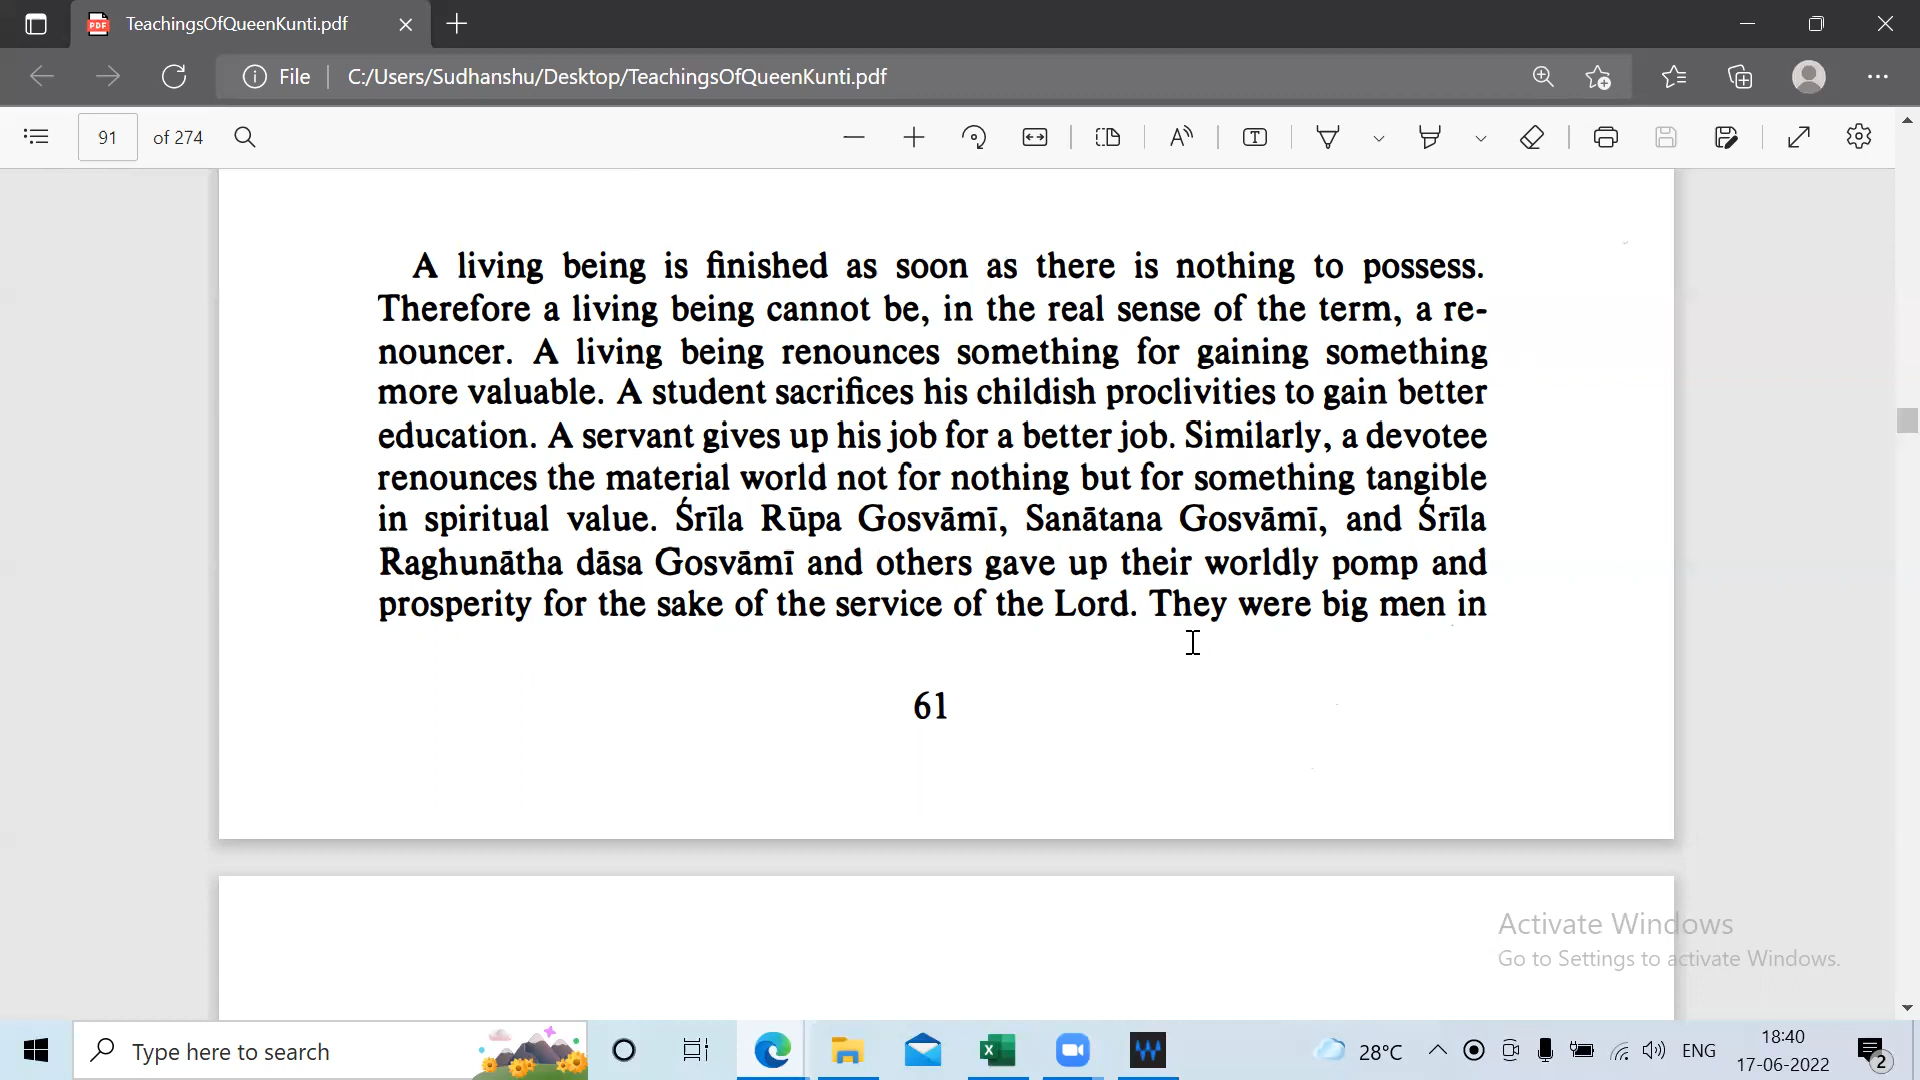 TeachingsOfQueenKunti.pdf
File C:/Users/Sudhanshu/Desktop/TeachingsOfQueenKunti.pdf
91 of 274
A living being is finished as soon as there is nothing to possess.
Therefore a living being cannot be, in the real sense of the term, a re-
nouncer. A living being renounces something for gaining something
more valuable. A student sacrifices his childish proclivities to gain better
education. A servant gives up his job for a better job. Similarly, a devotee
renounces the material world not for nothing but for something tangible
in spiritual value. Śrīla Rūpa Gosvāmī, Sanātana Gosvāmī, and Śrīla
Raghunātha dāsa Gosvāmī and others gave up their worldly pomp and
prosperity for the sake of the service of the Lord. They were big men in
61
Activate Windows
Go to Settings to activate Windows.
Type here to search
28°C
ENG
18:40
17-06-2022
2